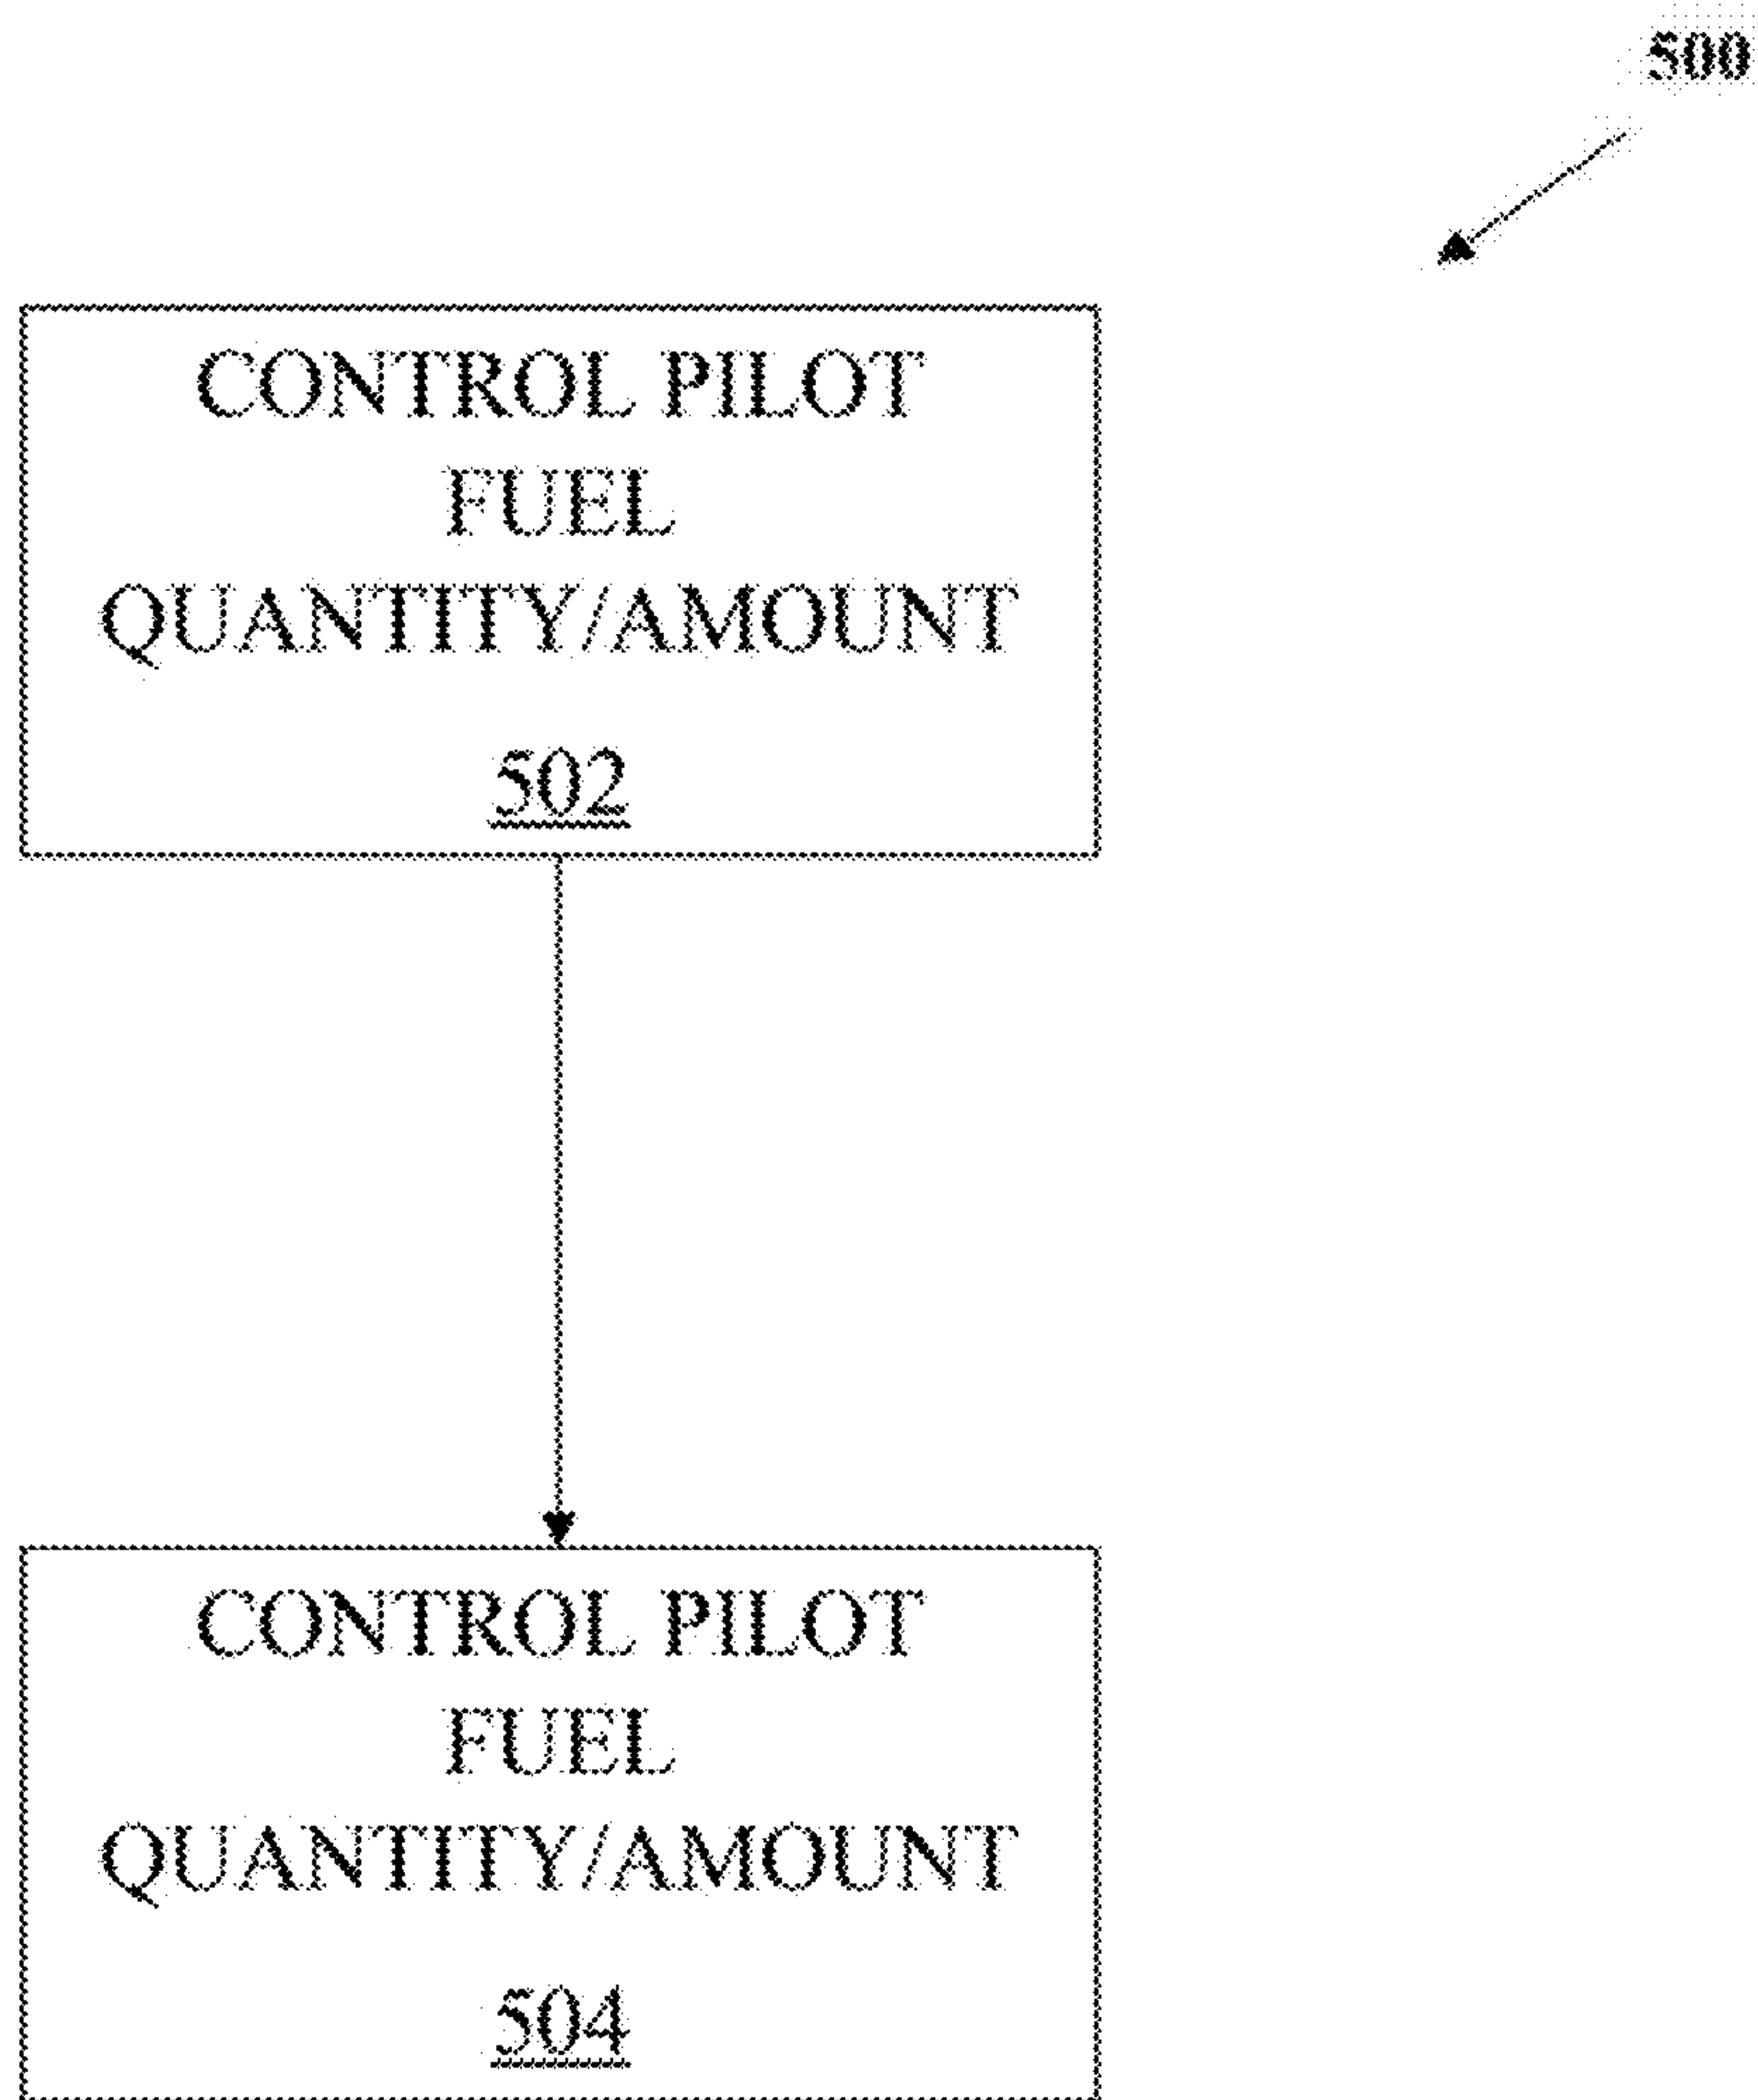 500
CONTROL PILOT
FUEL
QUANTITY/AMOUNT
502
CONTROL PILOT
FUEL
QUANTITY/AMOUNT
504